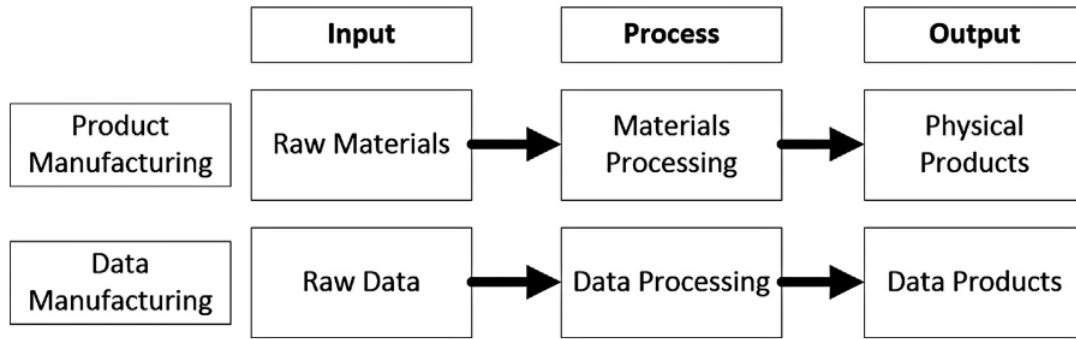 Input
Process
Output
Product
Manufacturing
Raw Materials
Materials
Processing
Physical
Products
Data
Manufacturing
Raw Data
Data Processing
Data Products